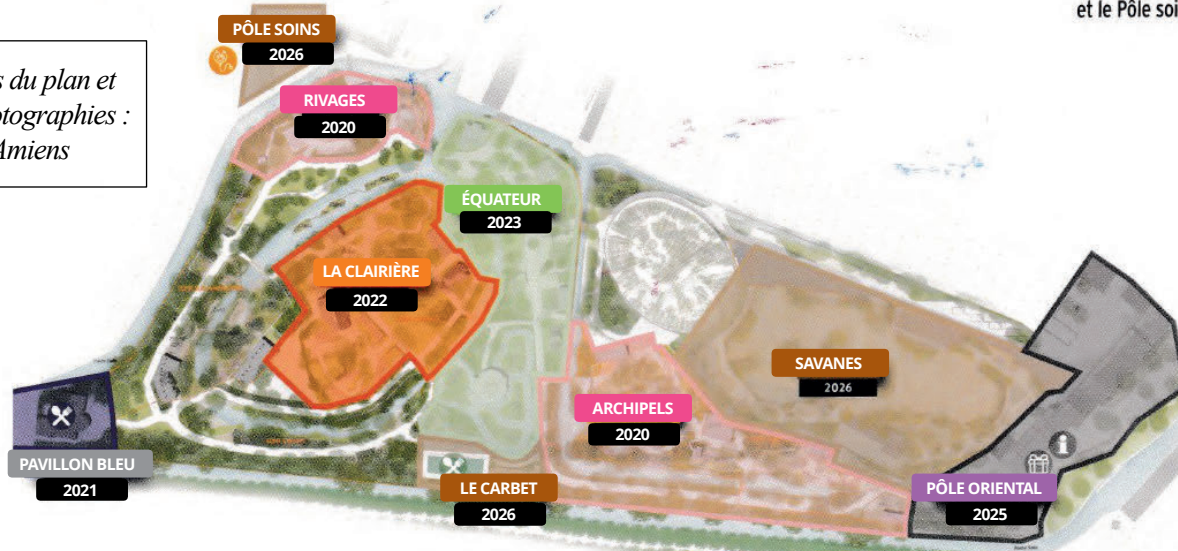 et le Pôle soi
PÔLE SOINS
2026
s du plan et
otographies :
Amiens
RIVAGES
2020
ÉQUATEUR
2023
LA CLAIRIÈRE
2022
SAVANES
2026
ARCHIPELS
2020
PAVILLON BLEU
2021
LE CARBET
2026
PÔLE ORIENTAL
2025